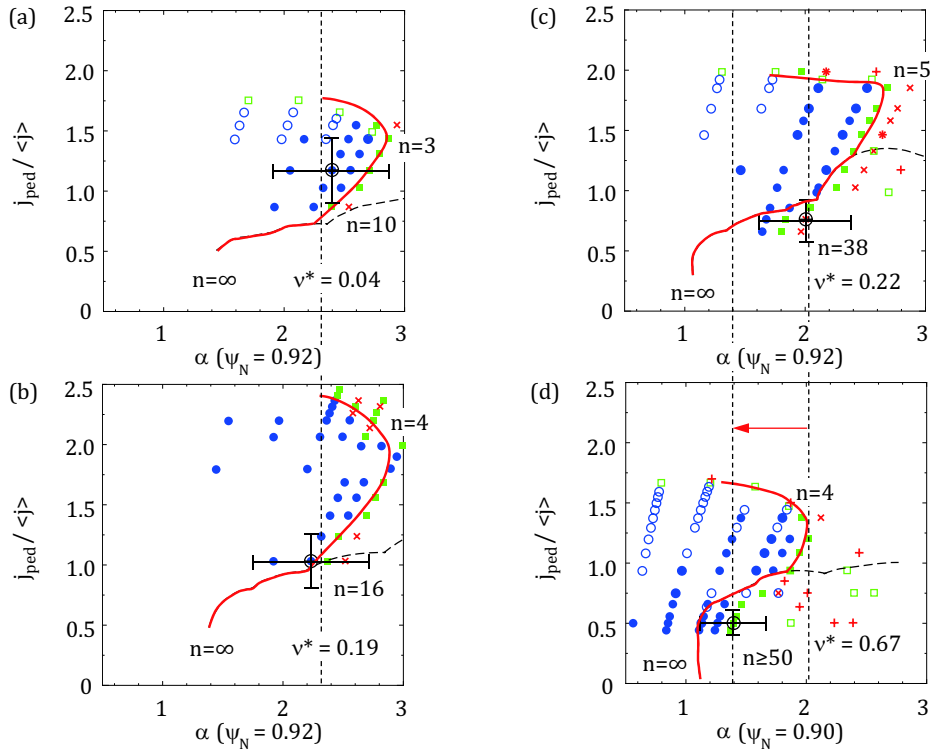 (a)
2.5
2.0
1.5
1.0
0.5
0
j_ped / <j>
n=3
n=10
n=∞
ν* = 0.04
1 2 3
α (ψ_N = 0.92)
(c)
2.5
2.0
1.5
1.0
0.5
0
j_ped / <j>
n=5
n=38
n=∞
ν* = 0.22
1 2 3
α (ψ_N = 0.92)
(b)
2.5
2.0
1.5
1.0
0.5
0
j_ped / <j>
n=4
n=16
n=∞
ν* = 0.19
1 2 3
α (ψ_N = 0.92)
(d)
2.5
2.0
1.5
1.0
0.5
0
j_ped / <j>
n=4
n=∞
n≥50
ν* = 0.67
1 2 3
α (ψ_N = 0.90)